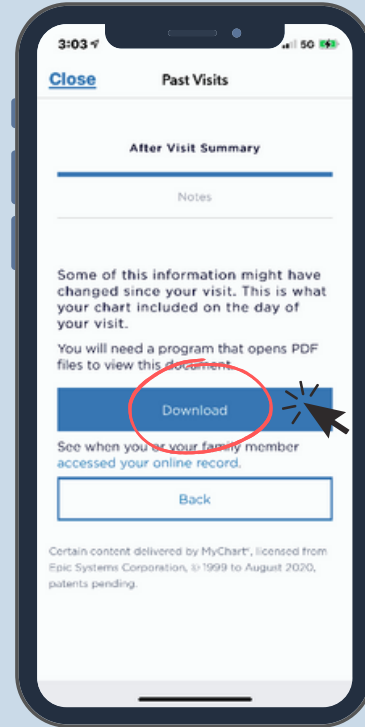 3:03
5G
Close
Past Visits
After Visit Summary
Notes
Some of this information might have
changed since your visit. This is what
your chart included on the day of
your visit.
You will need a program that opens PDF
files to view this document.
Download
See when you or your family member
accessed your online record.
Back
Certain content delivered by MyChart®, licensed from
Epic Systems Corporation, © 1999 to August 2020,
patents pending.